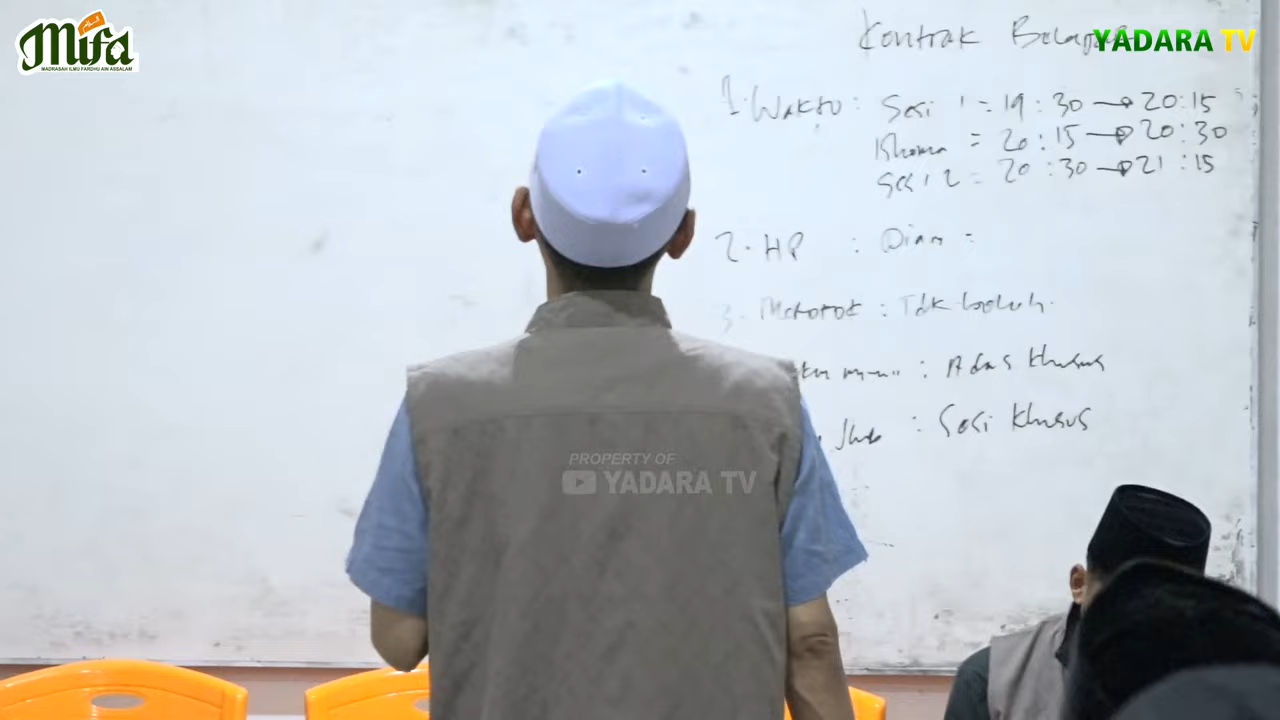 Mifa
MADRASAH ILMU FARDHU AIN ASSALAM
YADARA TV
Kontrak Belajar
1. Waktu : Sesi 1 = 19 : 30 → 20:15
Ishoma = 20 : 15 → 20:30
Sesi 2 = 20 : 30 → 21 : 15
2. HP : Diam =
3. Merokok : Tdk boleh.
: Adas Khusus
: Sesi Khusus
PROPERTY OF
YADARA TV